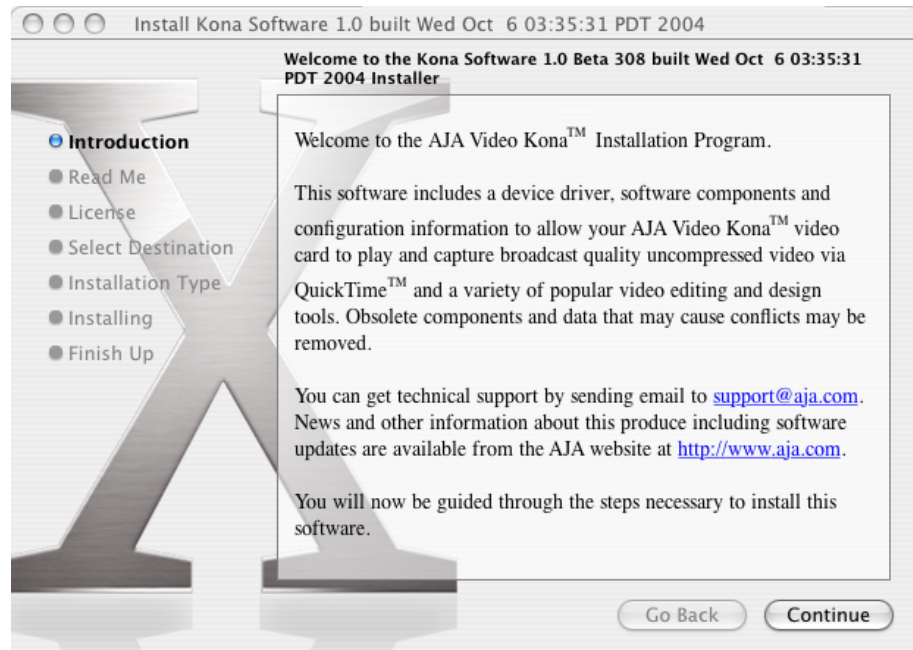 Install Kona Software 1.0 built Wed Oct  6 03:35:31 PDT 2004
Welcome to the Kona Software 1.0 Beta 308 built Wed Oct  6 03:35:31
PDT 2004 Installer
Introduction
Read Me
License
Select Destination
Installation Type
Installing
Finish Up
Welcome to the AJA Video Kona™ Installation Program.
This software includes a device driver, software components and
configuration information to allow your AJA Video Kona™ video
card to play and capture broadcast quality uncompressed video via
QuickTime™ and a variety of popular video editing and design
tools. Obsolete components and data that may cause conflicts may be
removed.
You can get technical support by sending email to support@aja.com.
News and other information about this produce including software
updates are available from the AJA website at http://www.aja.com.
You will now be guided through the steps necessary to install this
software.
Go Back
Continue